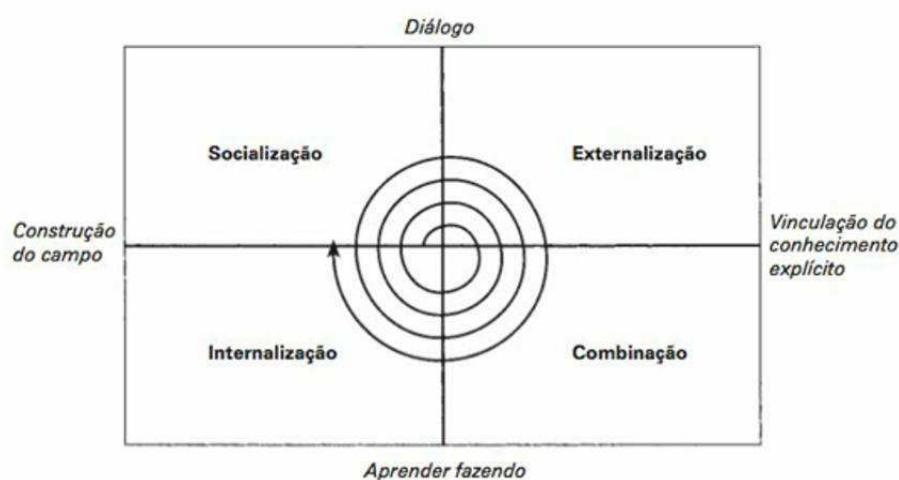 Diálogo
Socialização
Externalização
Construção
do campo
Vinculação do
conhecimento
explícito
Internalização
Combinação
Aprender fazendo